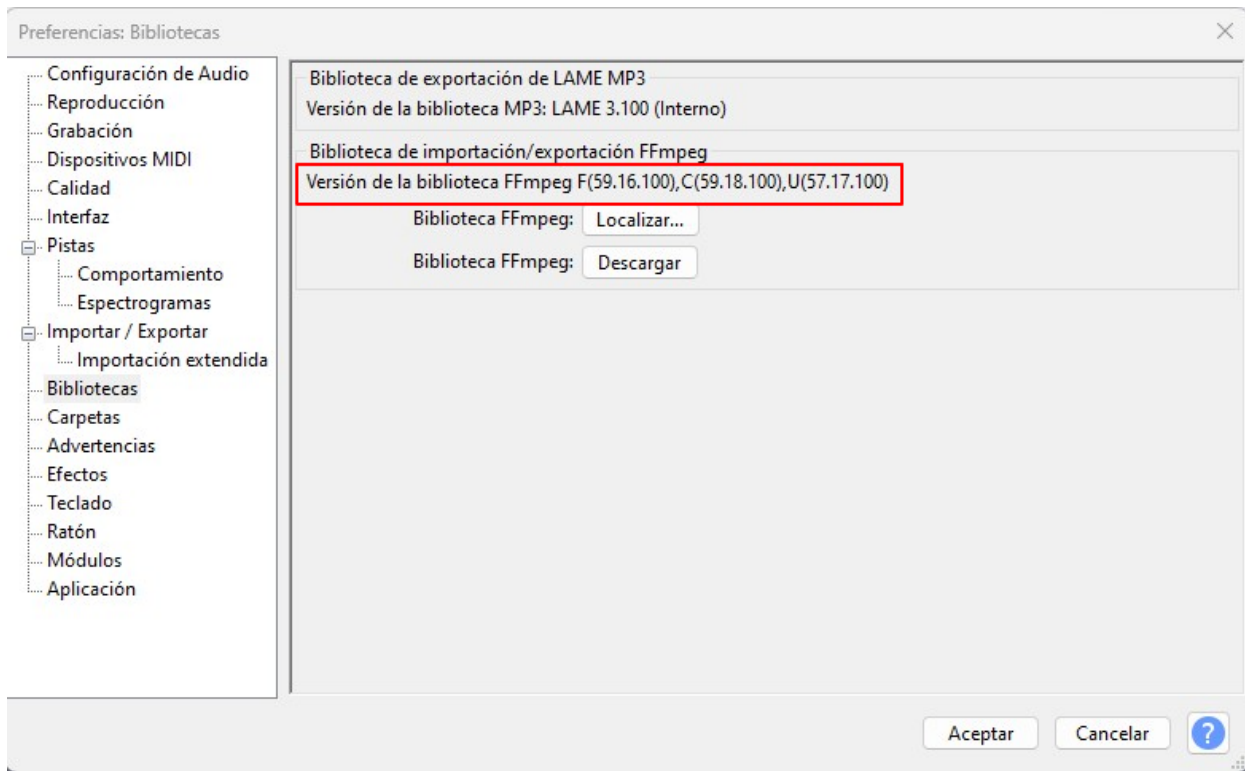 Preferencias: Bibliotecas
Configuración de Audio
Reproducción
Grabación
Dispositivos MIDI
Calidad
Interfaz
Pistas
Comportamiento
Espectrogramas
Importar / Exportar
Importación extendida
Bibliotecas
Carpetas
Advertencias
Efectos
Teclado
Ratón
Módulos
Aplicación
Biblioteca de exportación de LAME MP3
Versión de la biblioteca MP3: LAME 3.100 (Interno)
Biblioteca de importación/exportación FFmpeg
Versión de la biblioteca FFmpeg F(59.16.100),C(59.18.100),U(57.17.100)
Biblioteca FFmpeg: Localizar...
Biblioteca FFmpeg: Descargar
Aceptar Cancelar ?